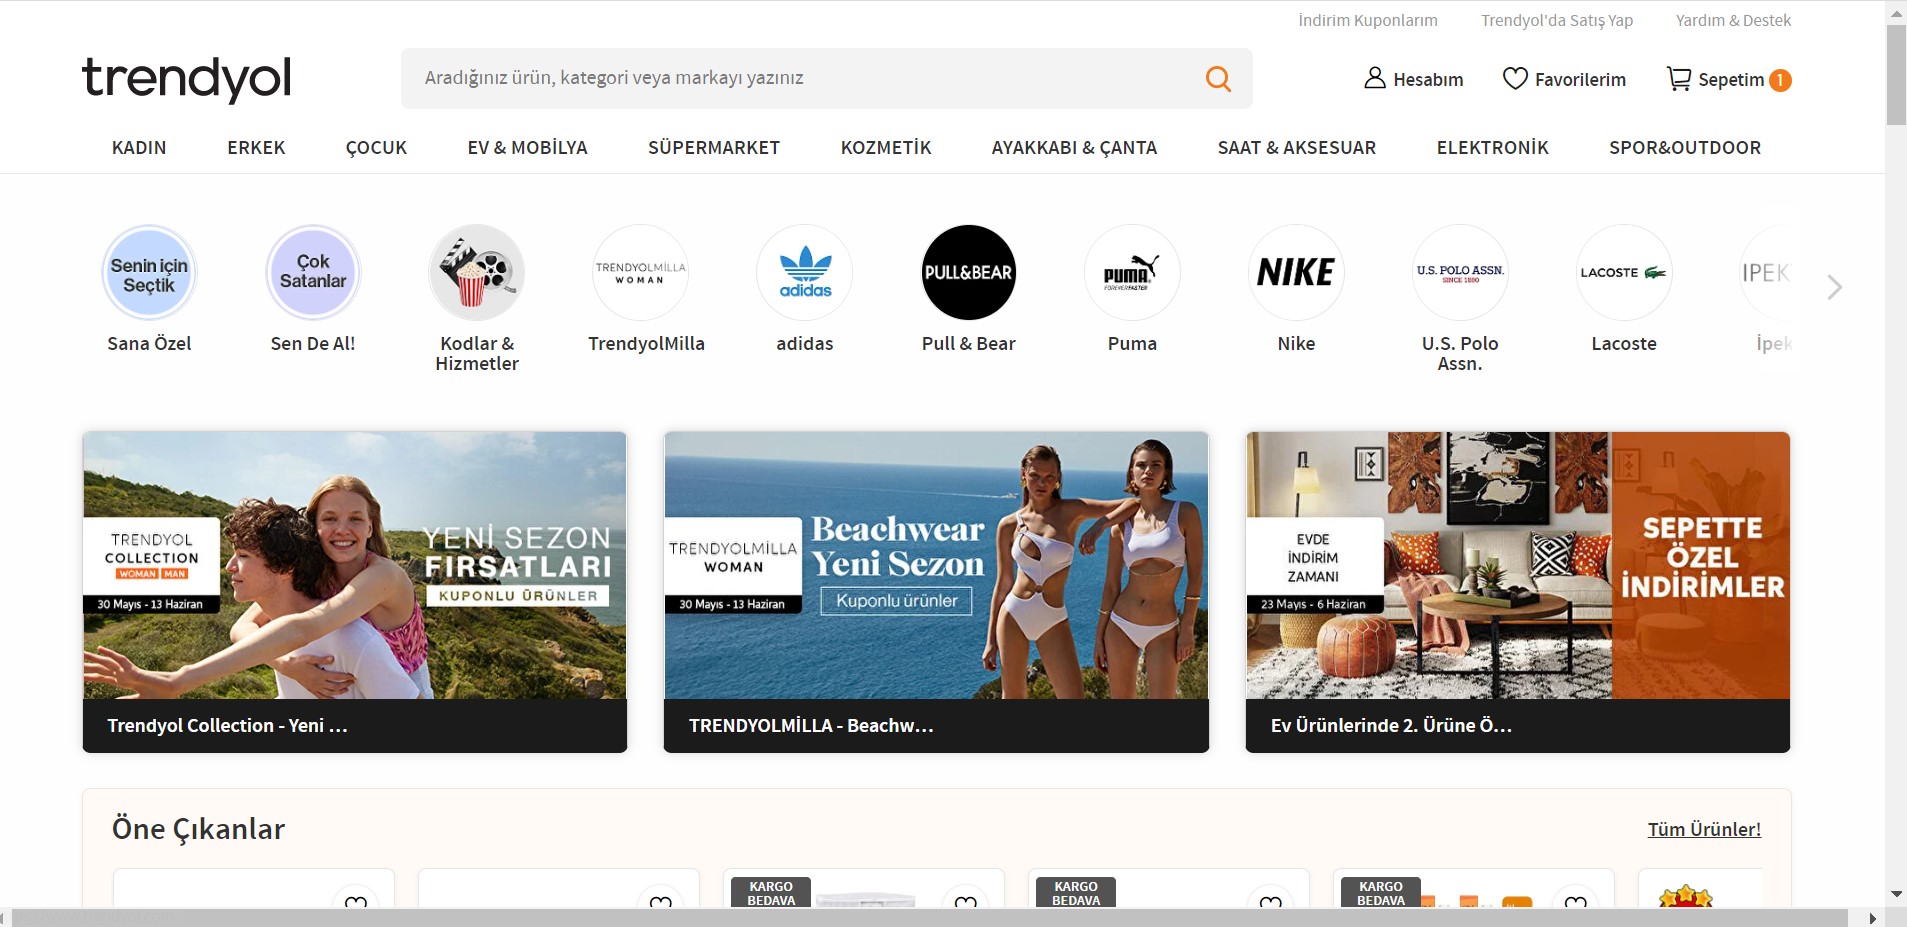 İndirim Kuponlarım Trendyol'da Satış Yap Yardım & Destek
trendyol
Aradığınız ürün, kategori veya markayı yazınız
Hesabım Favorilerim Sepetim 1
KADIN ERKEK ÇOCUK EV & MOBİLYA SÜPERMARKET KOZMETİK AYAKKABI & ÇANTA SAAT & AKSESUAR ELEKTRONİK SPOR&OUTDOOR
Senin için
Seçtik
Sana Özel
Çok
Satanlar
Sen De Al!
Kodlar &
Hizmetler
TRENDYOLMİLLA
WOMAN
TrendyolMilla
adidas
adidas
PULL&BEAR
Pull & Bear
PUMA
FOREVER FASTER
Puma
NIKE
Nike
U.S. POLO ASSN.
SINCE 1890
U.S. Polo
Assn.
LACOSTE
Lacoste
IPEK
İpek
TRENDYOL
COLLECTION
WOMAN MAN
30 Mayıs - 13 Haziran
YENİ SEZON
FIRSATLARI
KUPONLU ÜRÜNLER
Trendyol Collection - Yeni ...
TRENDYOLMİLLA
WOMAN
30 Mayıs - 13 Haziran
Beachwear
Yeni Sezon
Kuponlu ürünler
TRENDYOLMİLLA - Beachw...
EVDE
İNDİRİM
ZAMANI
23 Mayıs - 6 Haziran
SEPETTE
ÖZEL
İNDİRİMLER
Ev Ürünlerinde 2. Ürüne Ö...
Öne Çıkanlar
Tüm Ürünler!
KARGO
BEDAVA
KARGO
BEDAVA
KARGO
BEDAVA